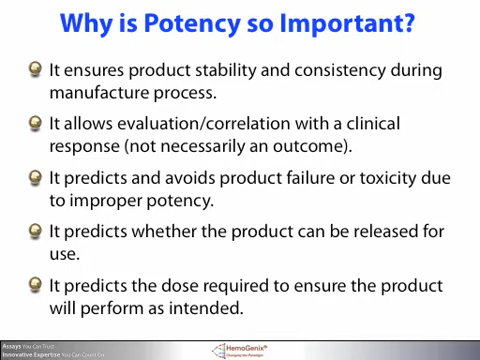 Why is Potency so Important?
It ensures product stability and consistency during
manufacture process.
It allows evaluation/correlation with a clinical
response (not necessarily an outcome).
It predicts and avoids product failure or toxicity due
to improper potency.
It predicts whether the product can be released for
use.
It predicts the dose required to ensure the product
will perform as intended.
Assays You Can Trust
Innovative Expertise You Can Count On
HemoGenix®
Changing the Paradigm